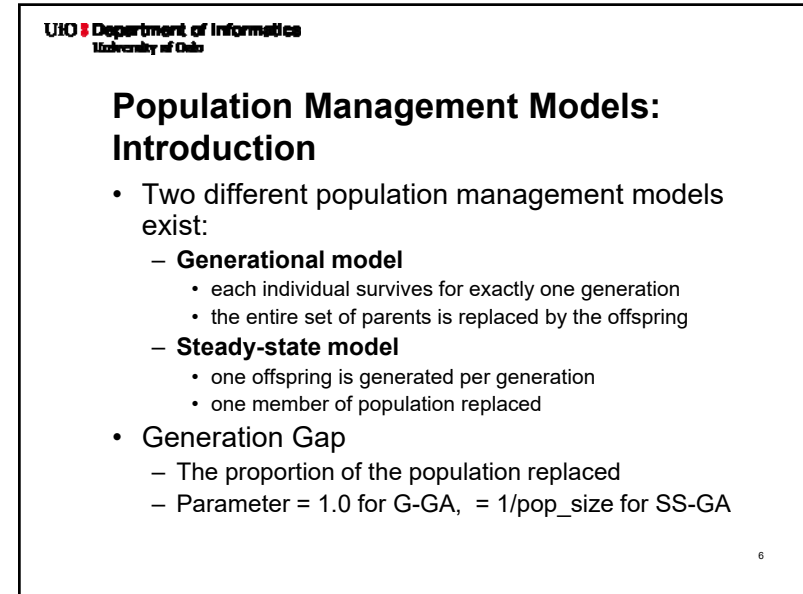 UiO Department of Informatics
University of Oslo
Population Management Models:
Introduction
• Two different population management models
exist:
– Generational model
• each individual survives for exactly one generation
• the entire set of parents is replaced by the offspring
– Steady-state model
• one offspring is generated per generation
• one member of population replaced
• Generation Gap
– The proportion of the population replaced
– Parameter = 1.0 for G-GA, = 1/pop_size for SS-GA
6